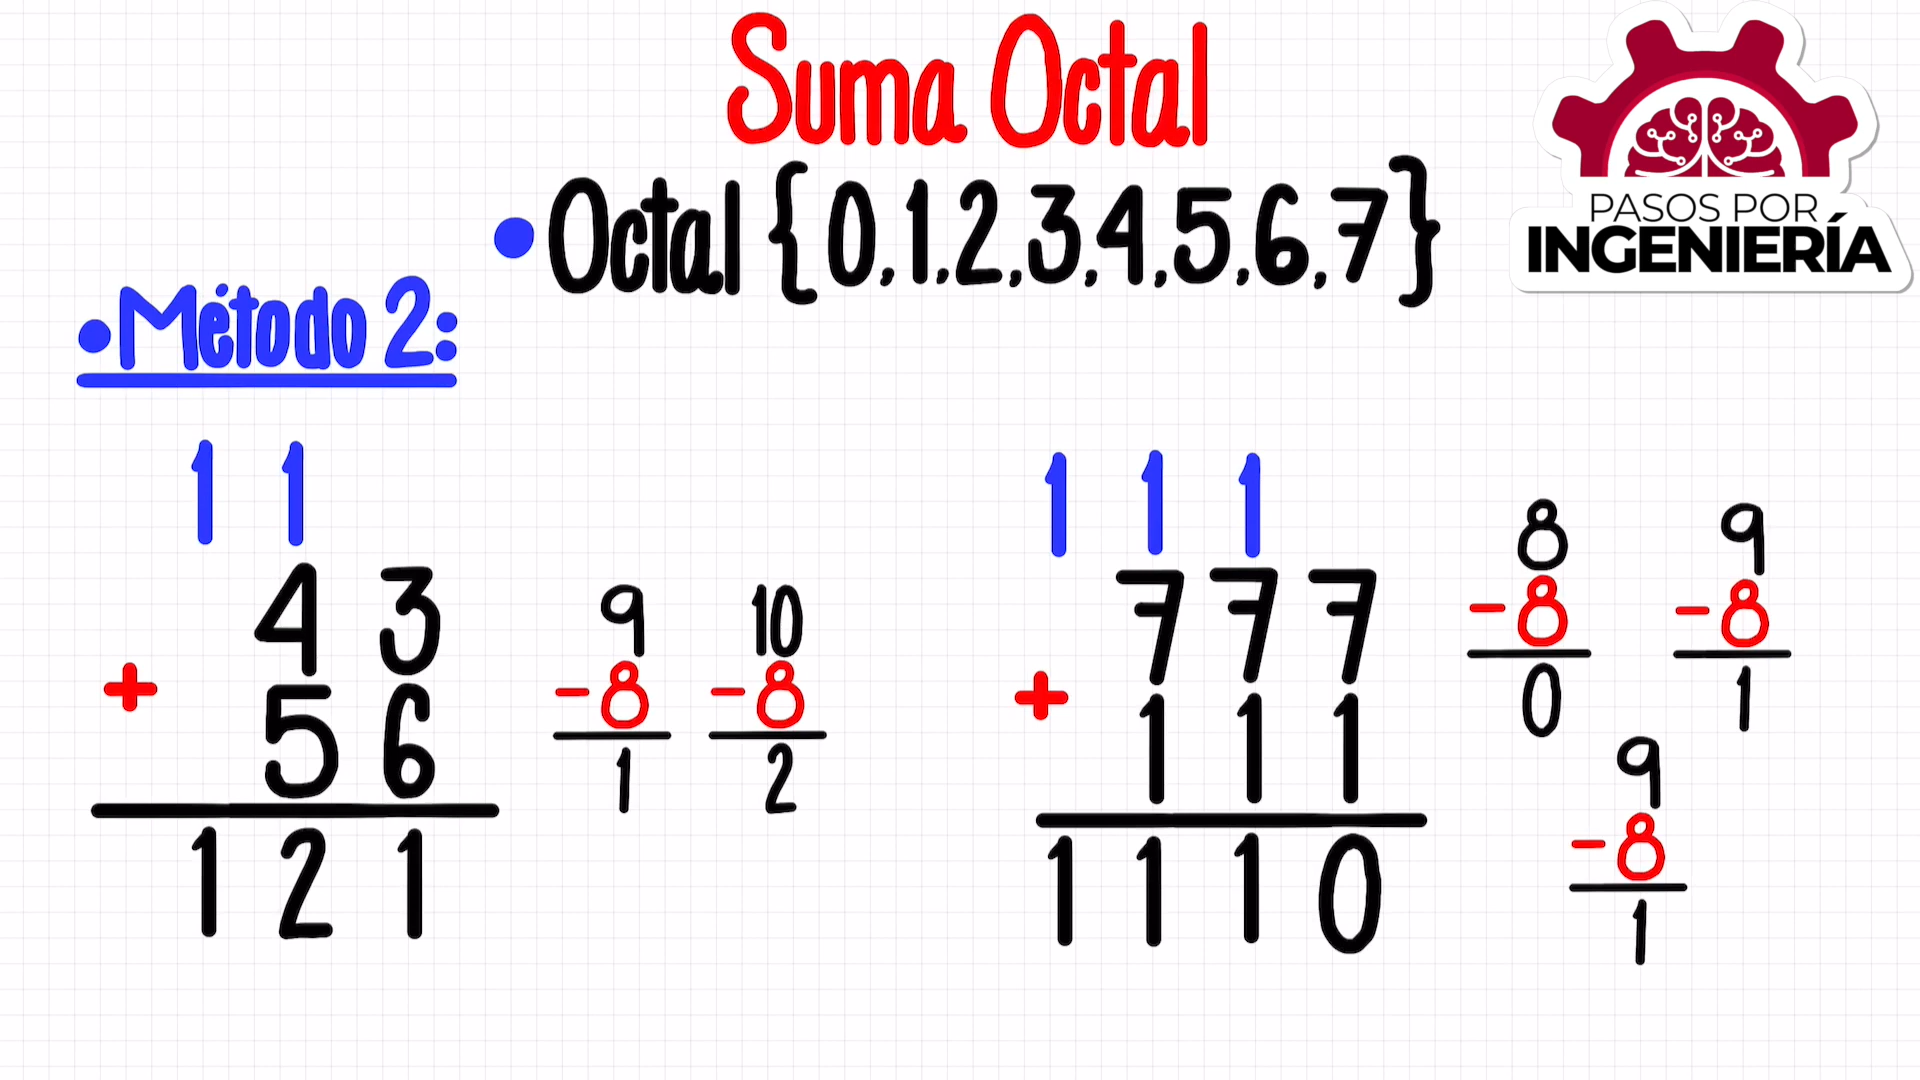 Suma Octal
PASOS POR
INGENIERÍA
• Octal {0,1,2,3,4,5,6,7}
• Método 2:
1 1
4 3
+ 5 6
1 2 1
9
-8
1
10
-8
2
1 1 1
7 7 7
+ 1 1 1
1 1 1 0
8
-8
0
9
-8
1
9
-8
1